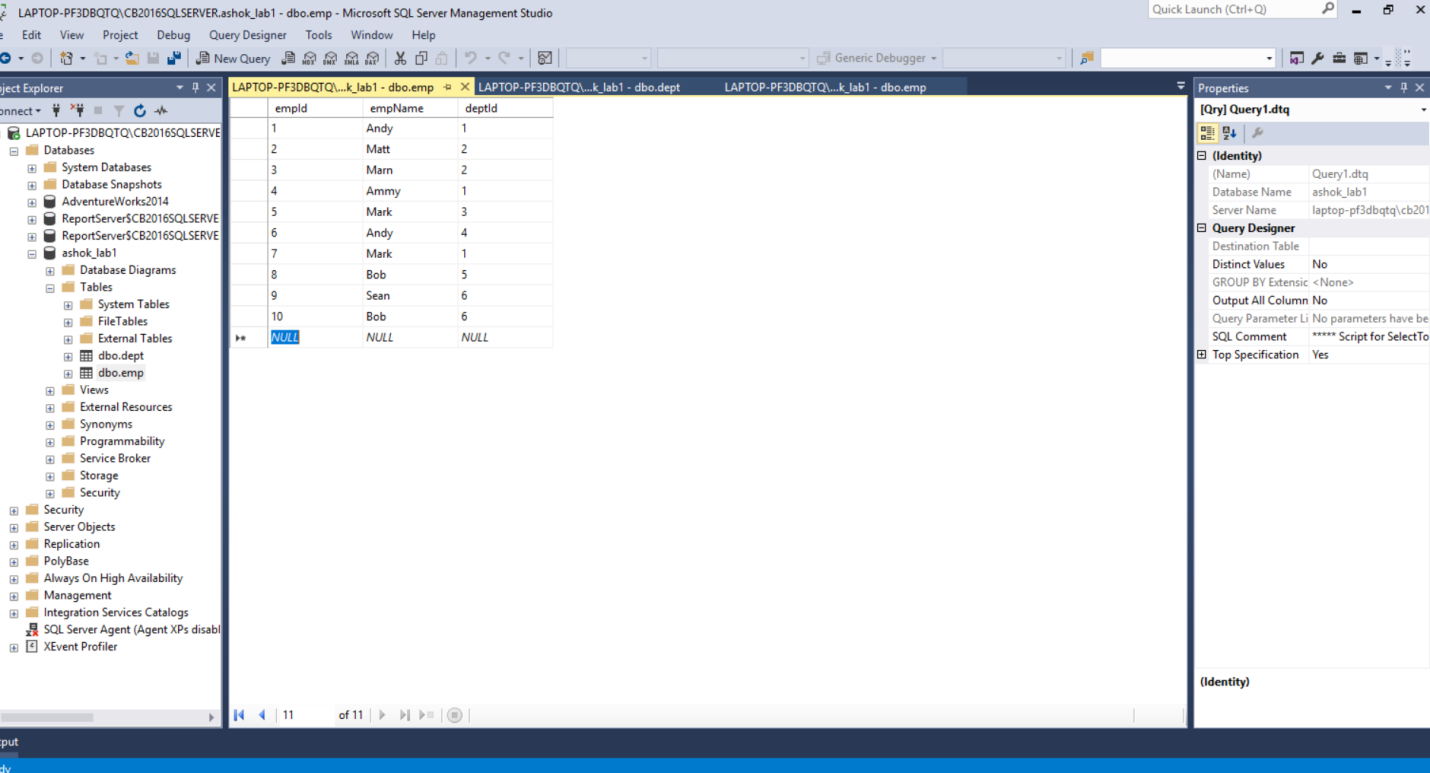 LAPTOP-PF3DBQTQ\CB2016SQLSERVER.ashok_lab1 - dbo.emp - Microsoft SQL Server Management Studio
Quick Launch (Ctrl+Q)
Edit View Project Debug Query Designer Tools Window Help
New Query
Generic Debugger
ject Explorer
onnect
LAPTOP-PF3DBQTQ\CB2016SQLSERVE
Databases
System Databases
Database Snapshots
AdventureWorks2014
ReportServer$CB2016SQLSERVE
ReportServer$CB2016SQLSERVE
ashok_lab1
Database Diagrams
Tables
System Tables
FileTables
External Tables
dbo.dept
dbo.emp
Views
External Resources
Synonyms
Programmability
Service Broker
Storage
Security
Security
Server Objects
Replication
PolyBase
Always On High Availability
Management
Integration Services Catalogs
SQL Server Agent (Agent XPs disabl
XEvent Profiler
LAPTOP-PF3DBQTQ\...k_lab1 - dbo.emp
LAPTOP-PF3DBQTQ\...k_lab1 - dbo.dept
LAPTOP-PF3DBQTQ\...k_lab1 - dbo.emp
empId empName deptId
1 Andy 1
2 Matt 2
3 Marn 2
4 Ammy 1
5 Mark 3
6 Andy 4
7 Mark 1
8 Bob 5
9 Sean 6
10 Bob 6
NULL NULL NULL
11 of 11
Properties
[Qry] Query1.dtq
(Identity)
(Name) Query1.dtq
Database Name ashok_lab1
Server Name laptop-pf3dbqtq\cb201
Query Designer
Destination Table
Distinct Values No
GROUP BY Extensic <None>
Output All Column No
Query Parameter Li No parameters have be
SQL Comment ***** Script for SelectTo
Top Specification Yes
(Identity)
tput
dy